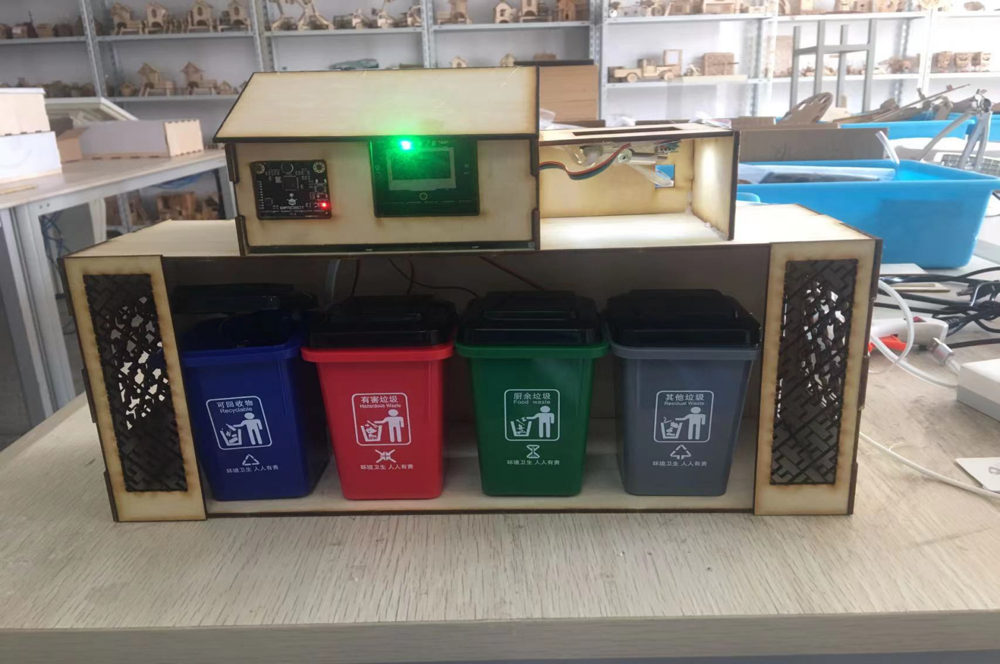 DFROBOT
可回收物
Recyclable
环境卫生 人人有责
有害垃圾
Hazardous Waste
环境卫生 人人有责
厨余垃圾
Food waste
环境卫生 人人有责
其他垃圾
Residual Waste
环境卫生 人人有责